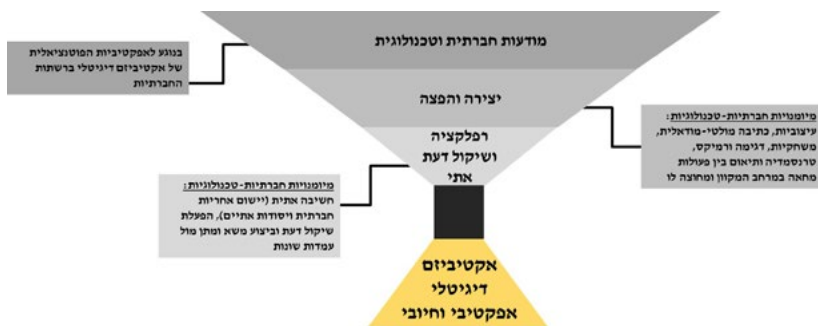 מודעות חברתית וטכנולוגית
בנוגע לאפקטיביות הפוטנציאלית
של אקטיביזם דיגיטלי ברשתות
החברתיות
יצירה והפצה
מיומנויות חברתיות-טכנולוגיות:
עיצוביות, כתיבה מולטי-מודאלית,
משחקיות, דגימה ורמיקס,
טרנסמדיה ותיאום בין פעולות
מחאה במרחב המקוון ומחוצה לו
רפלקציה
ושיקול דעת
אתי
מיומנויות חברתיות-טכנולוגיות:
חשיבה אתית (יישום אחריות
חברתית ויסודות אתיים), הפעלת
שיקול דעת וביצוע משא ומתן מול
עמדות שונות
אקטיביזם
דיגיטלי
אפקטיבי וחיובי